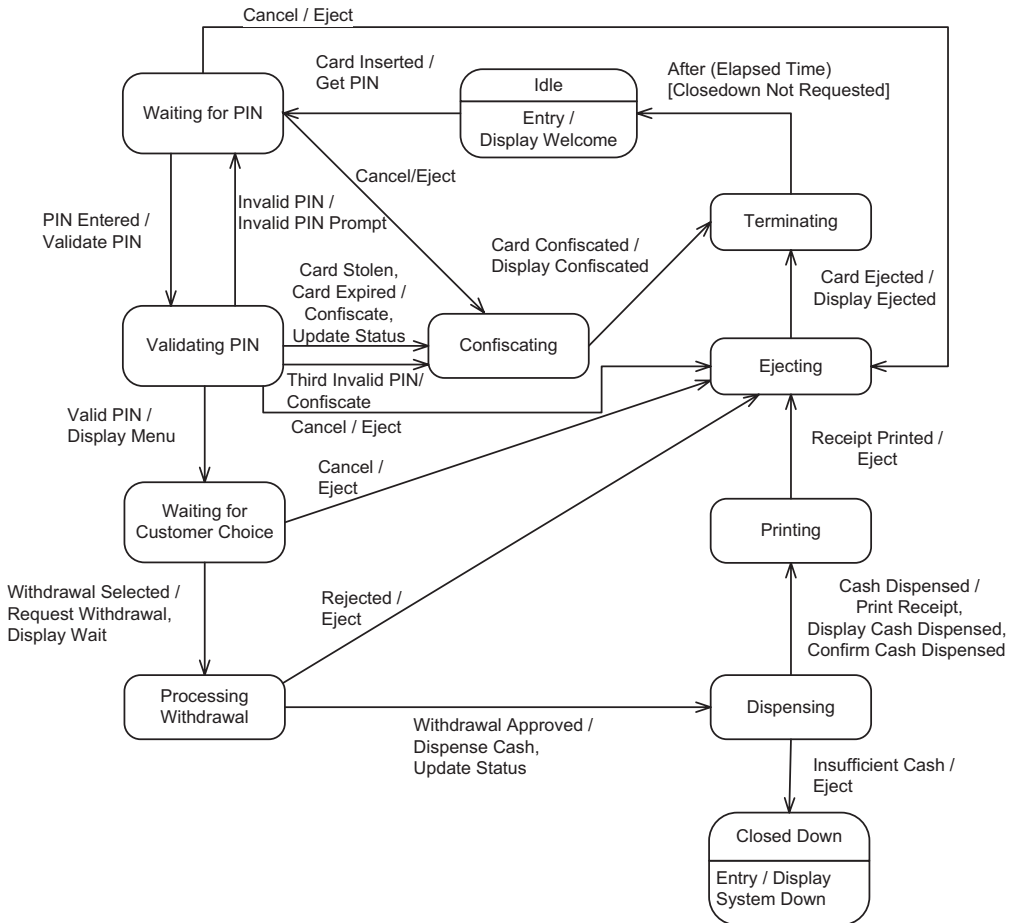 Cancel / Eject
Card Inserted /
Get PIN
After (Elapsed Time)
[Closedown Not Requested]
Idle
Entry /
Display Welcome
Waiting for PIN
Cancel/Eject
PIN Entered /
Validate PIN
Invalid PIN /
Invalid PIN Prompt
Terminating
Card Confiscated /
Display Confiscated
Card Stolen,
Card Expired /
Confiscate,
Update Status
Card Ejected /
Display Ejected
Validating PIN
Confiscating
Ejecting
Third Invalid PIN/
Confiscate
Cancel / Eject
Valid PIN /
Display Menu
Cancel /
Eject
Receipt Printed /
Eject
Waiting for
Customer Choice
Printing
Withdrawal Selected /
Request Withdrawal,
Display Wait
Rejected /
Eject
Cash Dispensed /
Print Receipt,
Display Cash Dispensed,
Confirm Cash Dispensed
Processing
Withdrawal
Dispensing
Withdrawal Approved /
Dispense Cash,
Update Status
Insufficient Cash /
Eject
Closed Down
Entry / Display
System Down